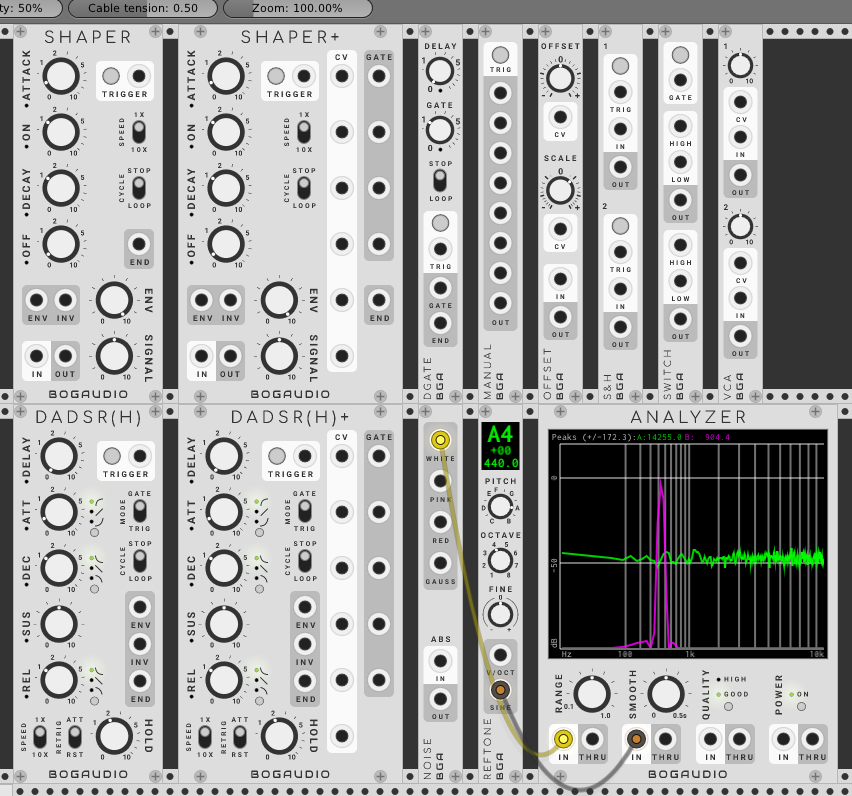 ty: 50%
Cable tension: 0.50
Zoom: 100.00%
SHAPER
ATTACK
ON
DECAY
OFF
TRIGGER
SPEED
1X
10X
CYCLE
STOP
LOOP
END
ENV
INV
ENV
SIGNAL
IN
OUT
BOGAUDIO
SHAPER+
ATTACK
ON
DECAY
OFF
TRIGGER
SPEED
1X
10X
CYCLE
STOP
LOOP
CV
GATE
END
ENV
INV
ENV
SIGNAL
IN
OUT
BOGAUDIO
DELAY
GATE
STOP
LOOP
TRIG
GATE
END
DGATE
BGA
TRIG
OUT
MANUAL
BGA
OFFSET
CV
SCALE
CV
IN
OUT
OFFSET
BGA
1
TRIG
IN
OUT
2
TRIG
IN
OUT
S&H
BGA
GATE
HIGH
LOW
OUT
HIGH
LOW
OUT
SWITCH
BGA
1
CV
IN
OUT
2
CV
IN
OUT
VCA
BGA
DADSR(H)
DELAY
ATT
DEC
SUS
REL
TRIGGER
MODE
GATE
TRIG
CYCLE
STOP
LOOP
ENV
INV
END
SPEED
1X
10X
RETRIG
ATT
RST
HOLD
BOGAUDIO
DADSR(H)+
DELAY
ATT
DEC
SUS
REL
TRIGGER
MODE
GATE
TRIG
CYCLE
STOP
LOOP
ENV
INV
END
SPEED
1X
10X
RETRIG
ATT
RST
HOLD
CV
GATE
BOGAUDIO
WHITE
PINK
RED
GAUSS
ABS
IN
OUT
NOISE
BGA
A4
+00
440.0
PITCH
OCTAVE
FINE
V/OCT
SINE
REFTONE
BGA
ANALYZER
Peaks (+/-172.3):A:14255.0 B: 904.4
0
-50
dB
Hz
100
1k
10k
RANGE
0.1
1.0
SMOOTH
0
0.5s
QUALITY
HIGH
GOOD
POWER
ON
IN
THRU
IN
THRU
IN
THRU
IN
THRU
BOGAUDIO